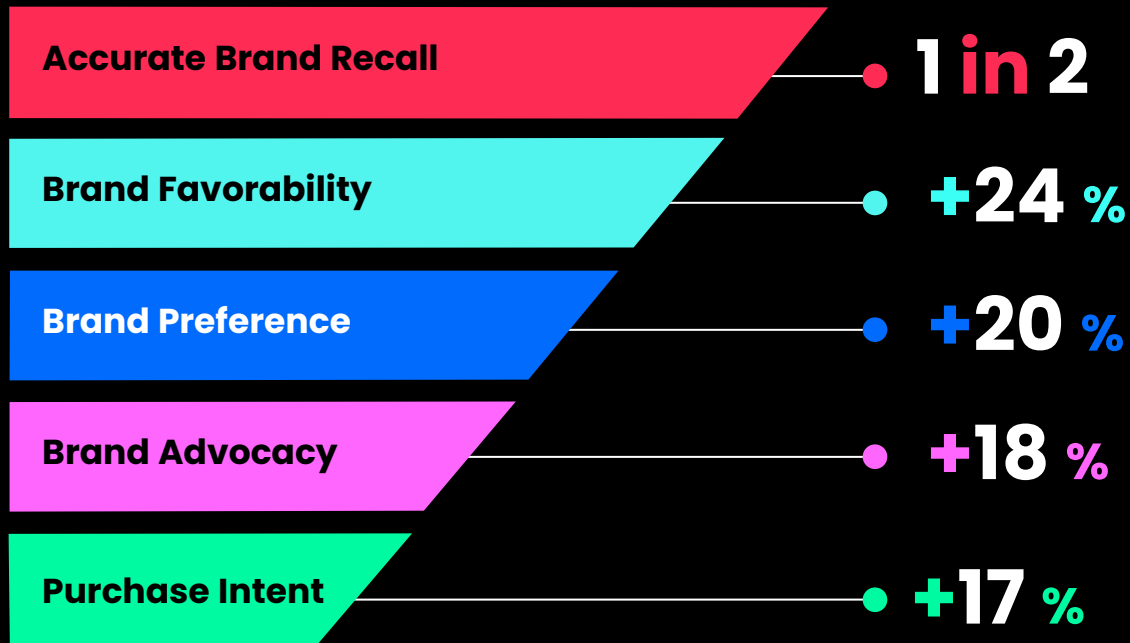 Accurate Brand Recall 1 in 2
Brand Favorability +24 %
Brand Preference +20 %
Brand Advocacy +18 %
Purchase Intent +17 %